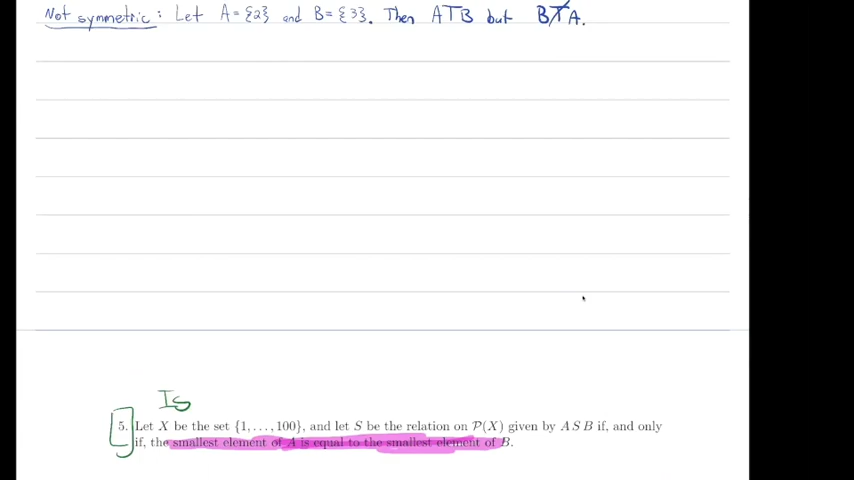 Not symmetric: Let A = {2} and B = {3}. Then A T B but B T̸ A.
Is
5. Let X be the set {1, . . . , 100}, and let S be the relation on P(X) given by A S B if, and only
if, the smallest element of A is equal to the smallest element of B.